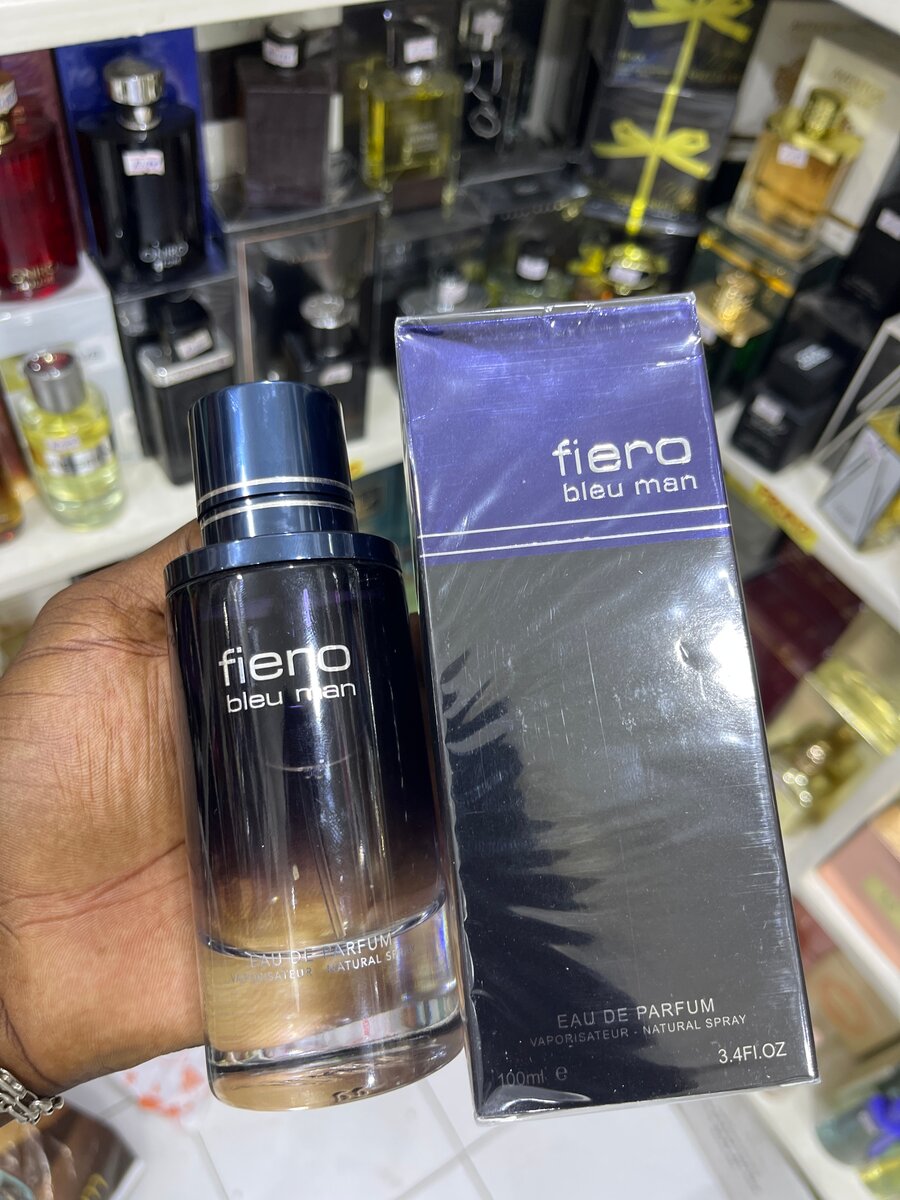 fiero
bleu man
EAU DE PARFUM
VAPORISATEUR - NATURAL SPRAY
3.4Fl.OZ
100ml e
fiero
bleu man
EAU DE PARFUM
VAPORISATEUR - NATURAL